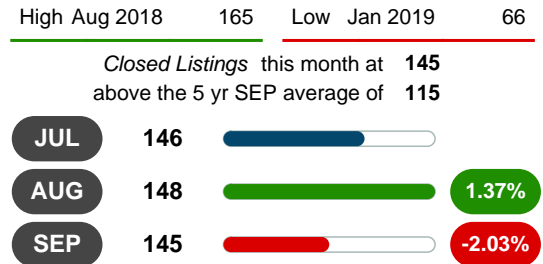 High Aug 2018 165 Low Jan 2019 66
Closed Listings this month at 145
above the 5 yr SEP average of 115
JUL 146
AUG 148 1.37%
SEP 145 -2.03%